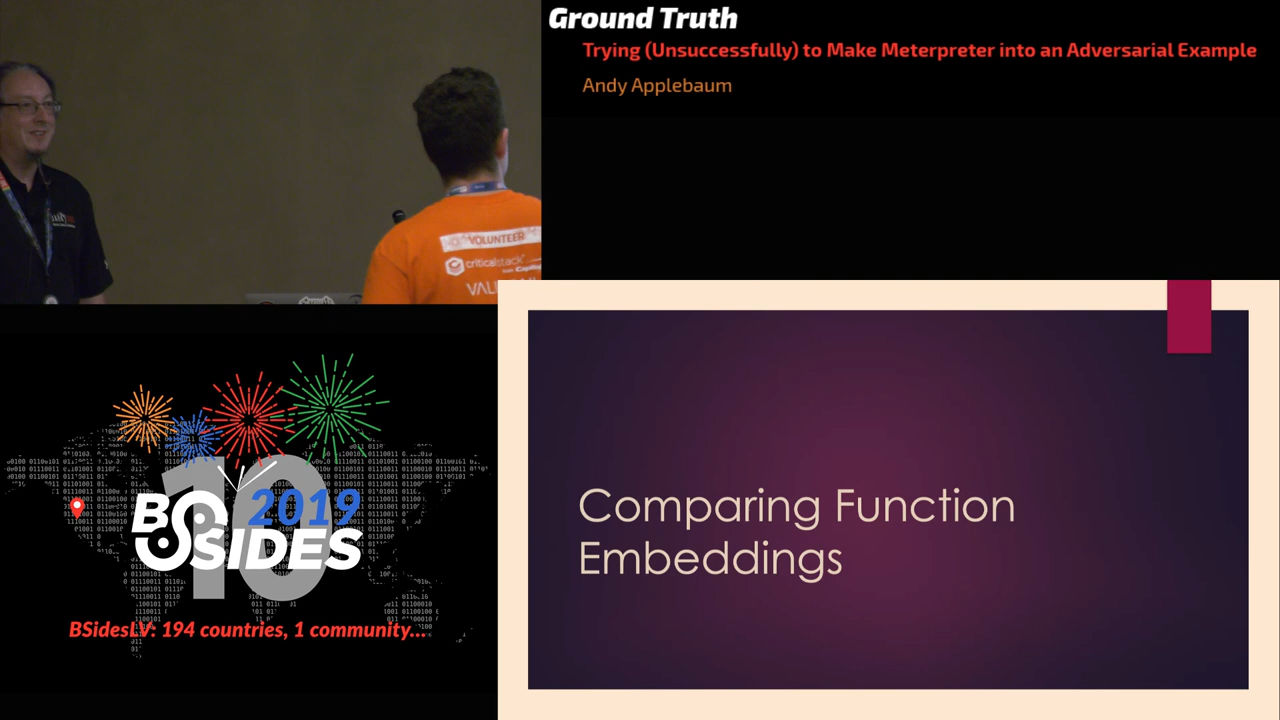 Ground Truth
Trying (Unsuccessfully) to Make Meterpreter into an Adversarial Example
Andy Applebaum
VOLUNTEER
criticalstack
Comparing Function
Embeddings
10
2019
BSIDES
BSidesLV: 194 countries, 1 community...